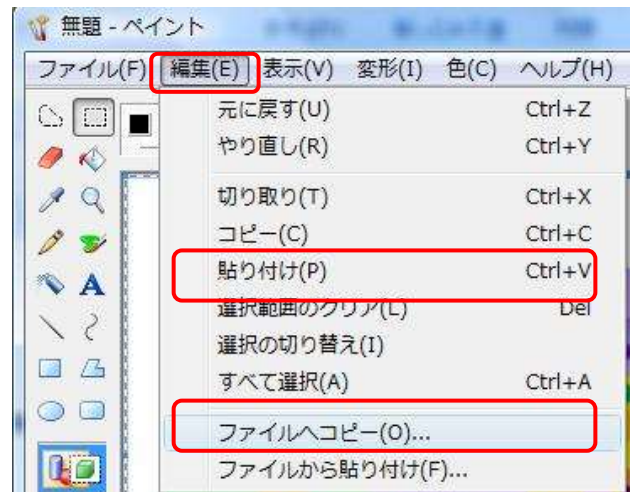 無題 - ペイント
ファイル(F) 編集(E) 表示(V) 変形(I) 色(C) ヘルプ(H)
元に戻す(U) Ctrl+Z
やり直し(R) Ctrl+Y
切り取り(T) Ctrl+X
コピー(C) Ctrl+C
貼り付け(P) Ctrl+V
選択範囲のクリア(L) Del
選択の切り替え(I)
すべて選択(A) Ctrl+A
ファイルへコピー(O)...
ファイルから貼り付け(F)...